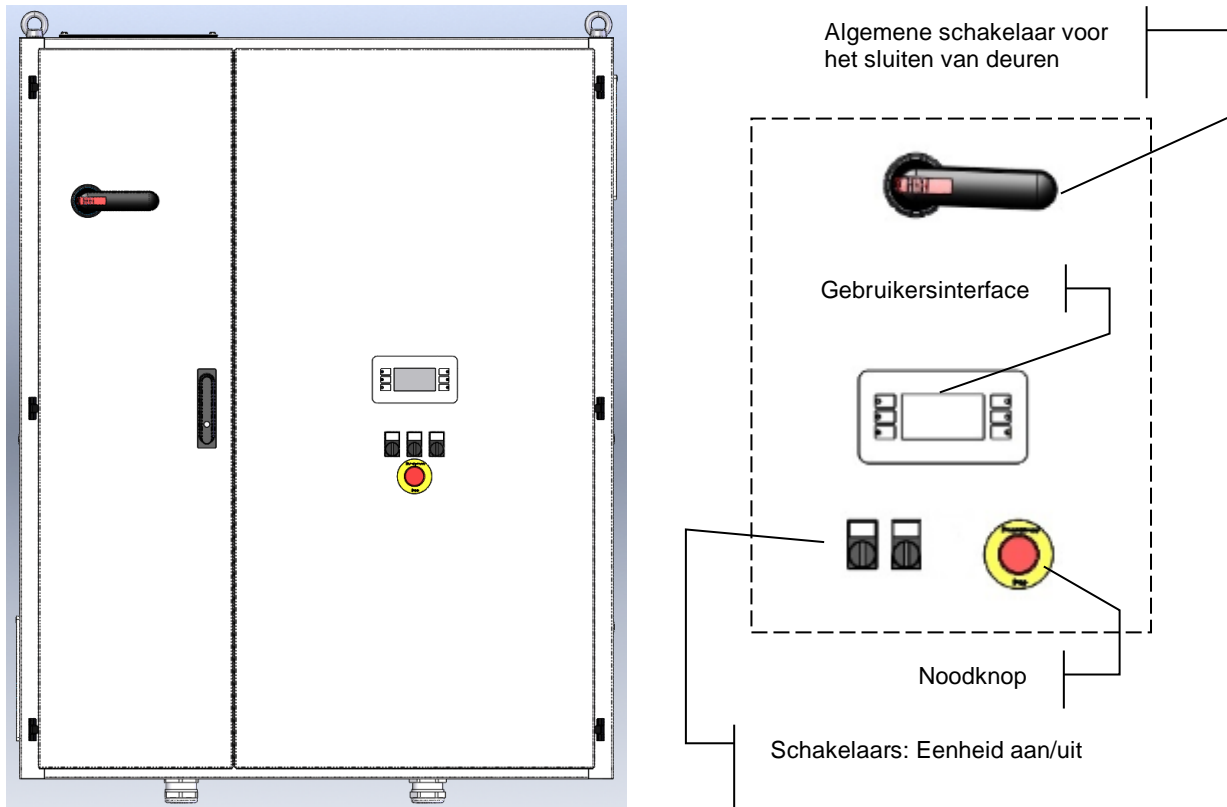 Algemene schakelaar voor
het sluiten van deuren
Gebruikersinterface
Noodknop
Schakelaars: Eenheid aan/uit